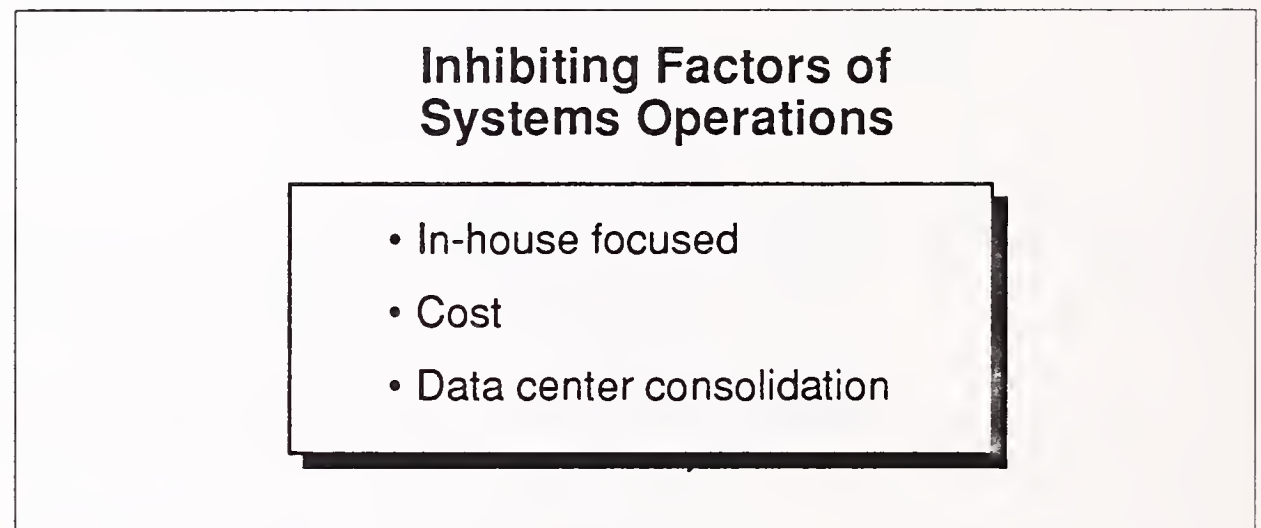 Inhibiting Factors of
Systems Operations
• In-house focused
• Cost
• Data center consolidation